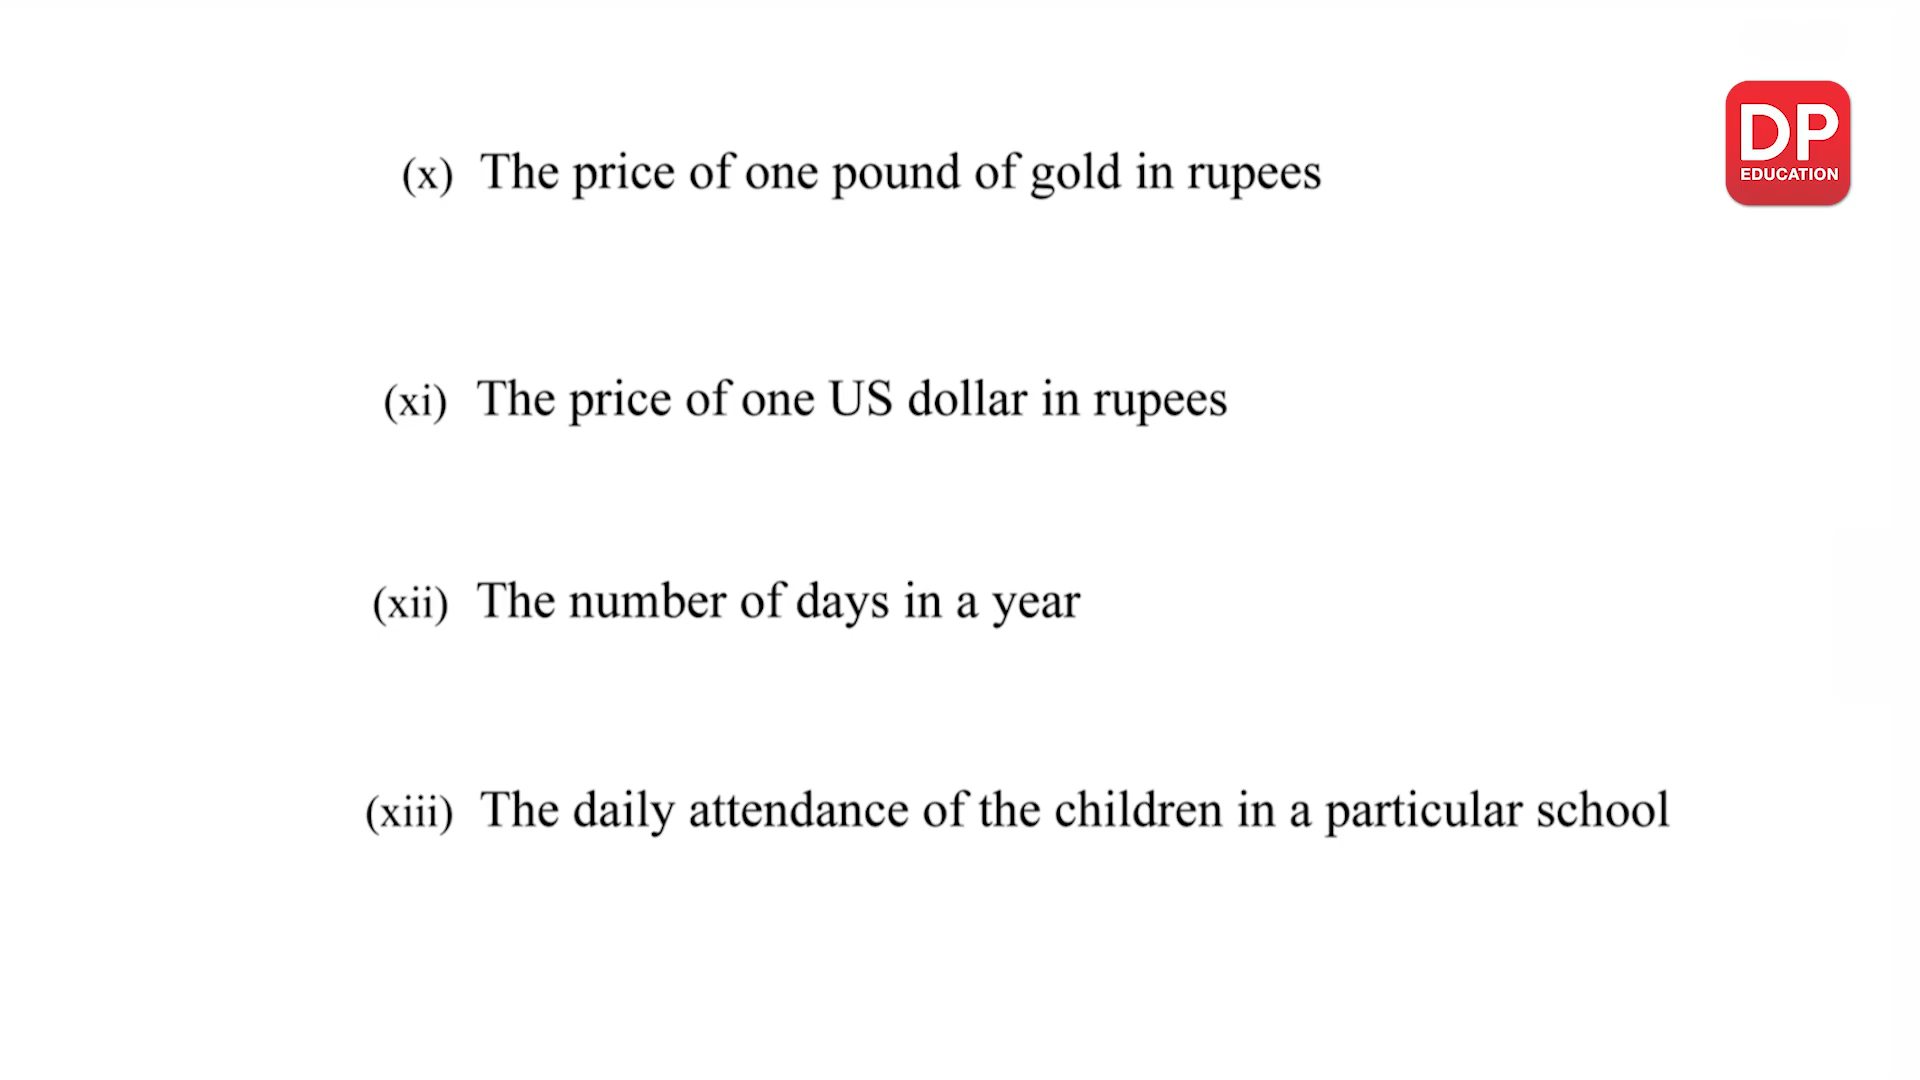 DP
EDUCATION
(x) The price of one pound of gold in rupees
(xi) The price of one US dollar in rupees
(xii) The number of days in a year
(xiii) The daily attendance of the children in a particular school